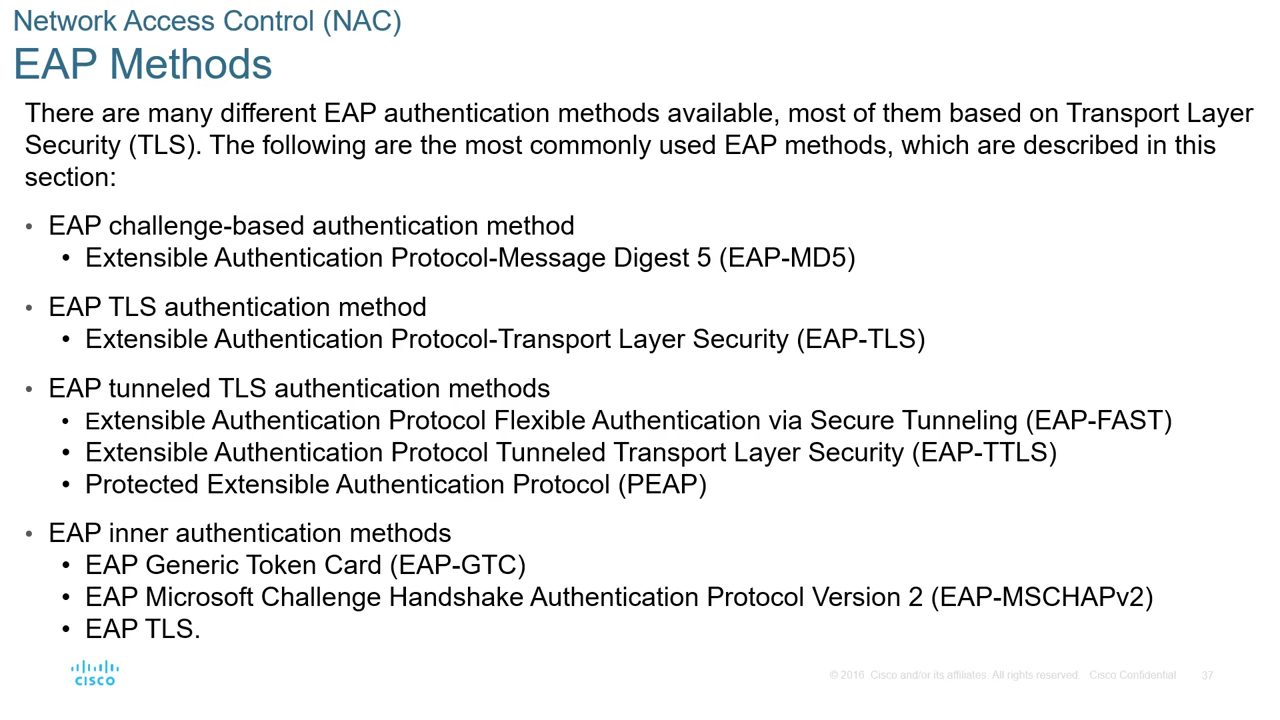 Network Access Control (NAC)
EAP Methods
There are many different EAP authentication methods available, most of them based on Transport Layer
Security (TLS). The following are the most commonly used EAP methods, which are described in this
section:
• EAP challenge-based authentication method
• Extensible Authentication Protocol-Message Digest 5 (EAP-MD5)
• EAP TLS authentication method
• Extensible Authentication Protocol-Transport Layer Security (EAP-TLS)
• EAP tunneled TLS authentication methods
• Extensible Authentication Protocol Flexible Authentication via Secure Tunneling (EAP-FAST)
• Extensible Authentication Protocol Tunneled Transport Layer Security (EAP-TTLS)
• Protected Extensible Authentication Protocol (PEAP)
• EAP inner authentication methods
• EAP Generic Token Card (EAP-GTC)
• EAP Microsoft Challenge Handshake Authentication Protocol Version 2 (EAP-MSCHAPv2)
• EAP TLS.
CISCO
© 2016 Cisco and/or its affiliates. All rights reserved. Cisco Confidential 37